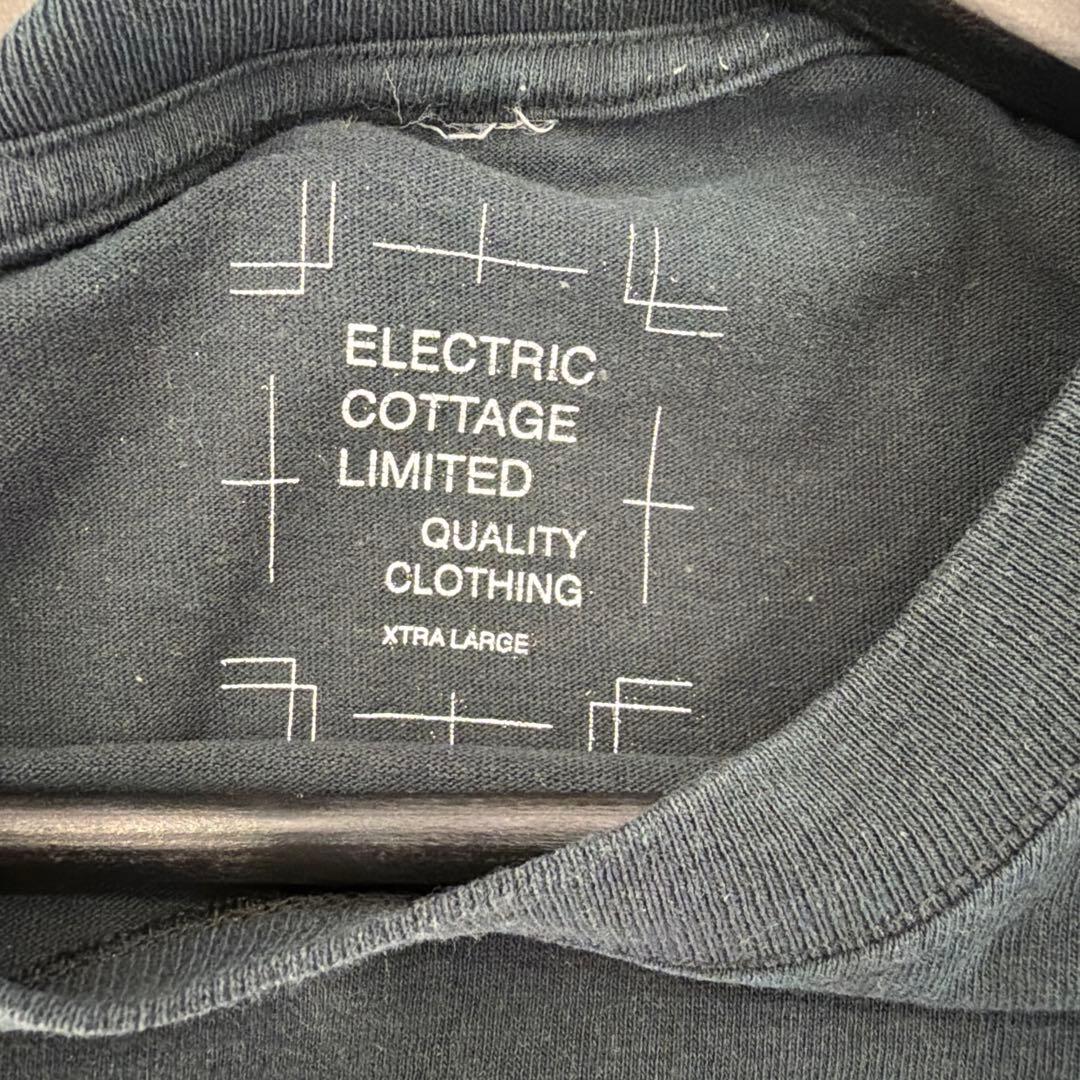 ELECTRIC
COTTAGE
LIMITED
QUALITY
CLOTHING
XTRA LARGE